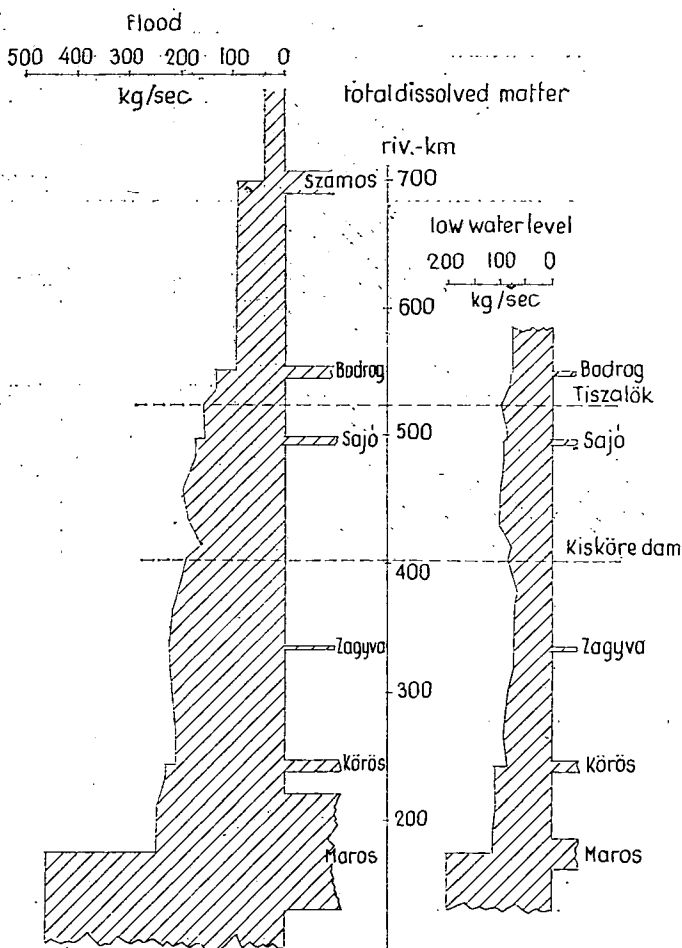 Flood
500 400 300 200 100 0
kg/sec
total dissolved matter
riv.-km
Szamos
700
low water level
200 100 0
kg/sec
600
Bodrog
Bodrog
Tiszalök
500
Sajó
Sajó
Kisköre dam
400
Zagyva
Zagyva
300
Körös
Körös
200
Maros
Maros